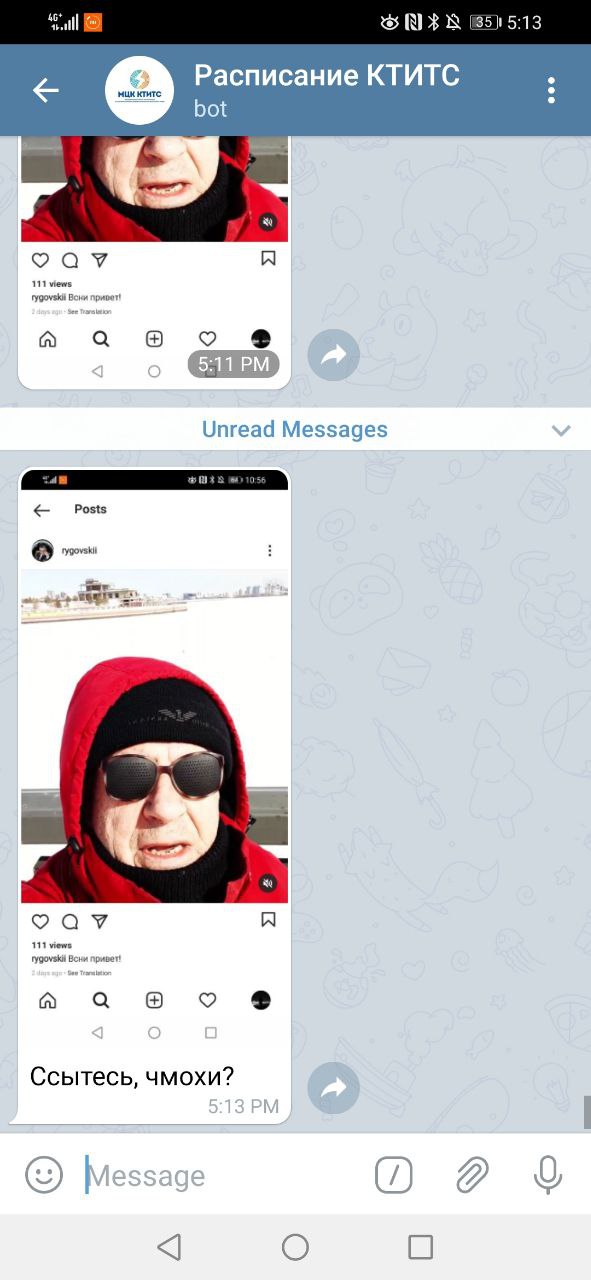 4G+
35
5:13
Расписание КТИТС
МЦК КТИТС
bot
111 views
rygovskii Всни привет!
2 days ago · See Translation
5:11 PM
Unread Messages
10:56
Posts
rygovskii
111 views
rygovskii Всни привет!
2 days ago · See Translation
Ссытесь, чмохи?
5:13 PM
Message